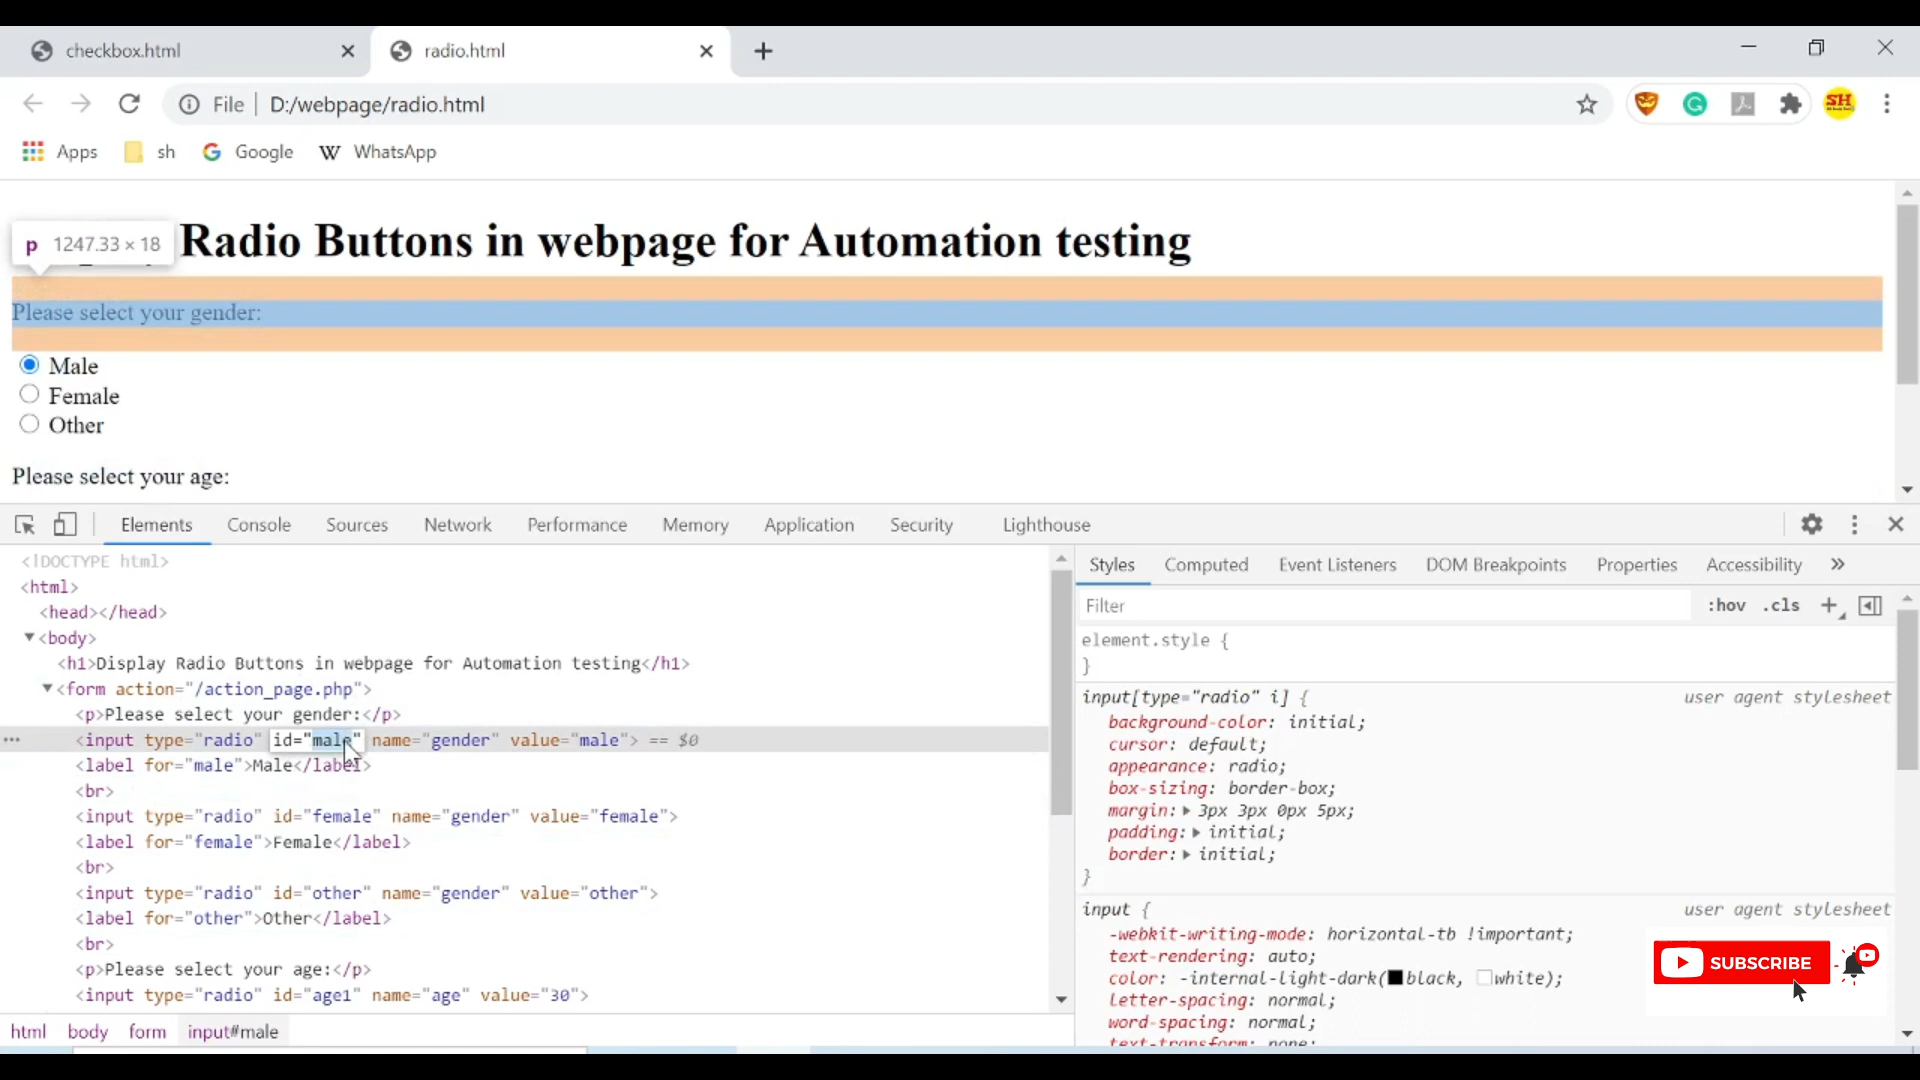 checkbox.html
radio.html
File
D:/webpage/radio.html
SH
Apps
sh
Google
W WhatsApp
p 1247.33 × 18
Radio Buttons in webpage for Automation testing
Please select your gender:
Male
Female
Other
Please select your age:
Elements Console Sources Network Performance Memory Application Security Lighthouse
<!DOCTYPE html>
<html>
<head></head>
<body>
<h1>Display Radio Buttons in webpage for Automation testing</h1>
<form action="/action_page.php">
<p>Please select your gender:</p>
<input type="radio" id="male" name="gender" value="male"> == $0
<label for="male">Male</label>
<br>
<input type="radio" id="female" name="gender" value="female">
<label for="female">Female</label>
<br>
<input type="radio" id="other" name="gender" value="other">
<label for="other">Other</label>
<br>
<p>Please select your age:</p>
<input type="radio" id="age1" name="age" value="30">
html body form input#male
Styles Computed Event Listeners DOM Breakpoints Properties Accessibility »
Filter :hov .cls +
element.style {
}
input[type="radio" i] { user agent stylesheet
background-color: initial;
cursor: default;
appearance: radio;
box-sizing: border-box;
margin: 3px 3px 0px 5px;
padding: initial;
border: initial;
}
input { user agent stylesheet
-webkit-writing-mode: horizontal-tb !important;
text-rendering: auto;
color: -internal-light-dark(black, white);
letter-spacing: normal;
word-spacing: normal;
text-transform: none;
SUBSCRIBE